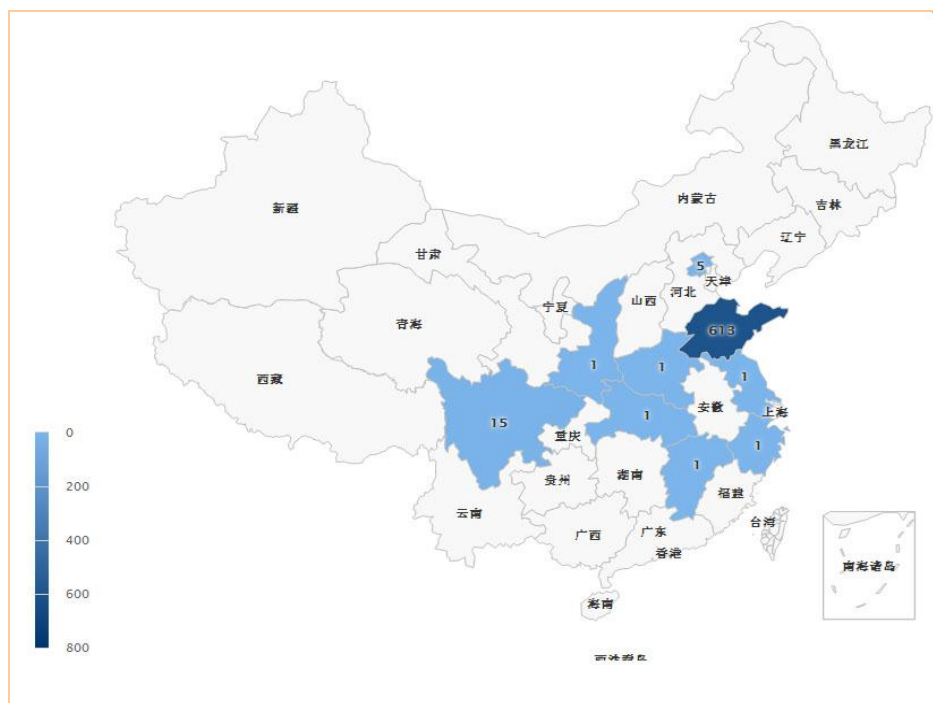 黑龙江
内蒙古
吉林
新疆
辽宁
甘肃
5
天津
河北
山西
宁夏
青海
613
1
1
1
西藏
安徽
上海
15
1
0
重庆
1
1
湖南
贵州
福建
200
云南
台湾
广东
广西
400
香港
南海诸岛
600
海南
800